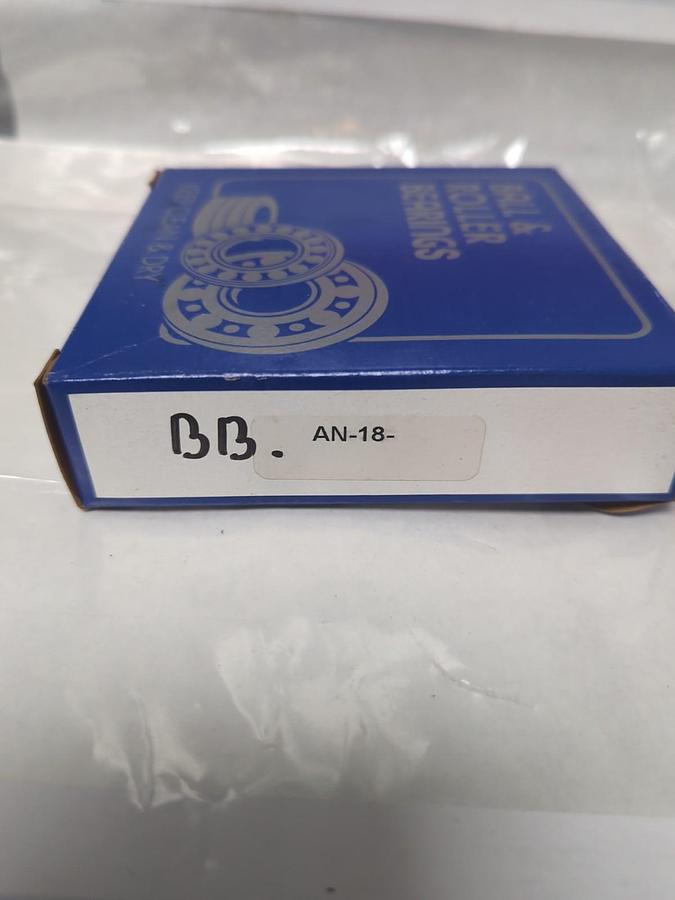 BALL &
ROLLER
BEARINGS
KEEP CLEAN & DRY
BB. AN-18-